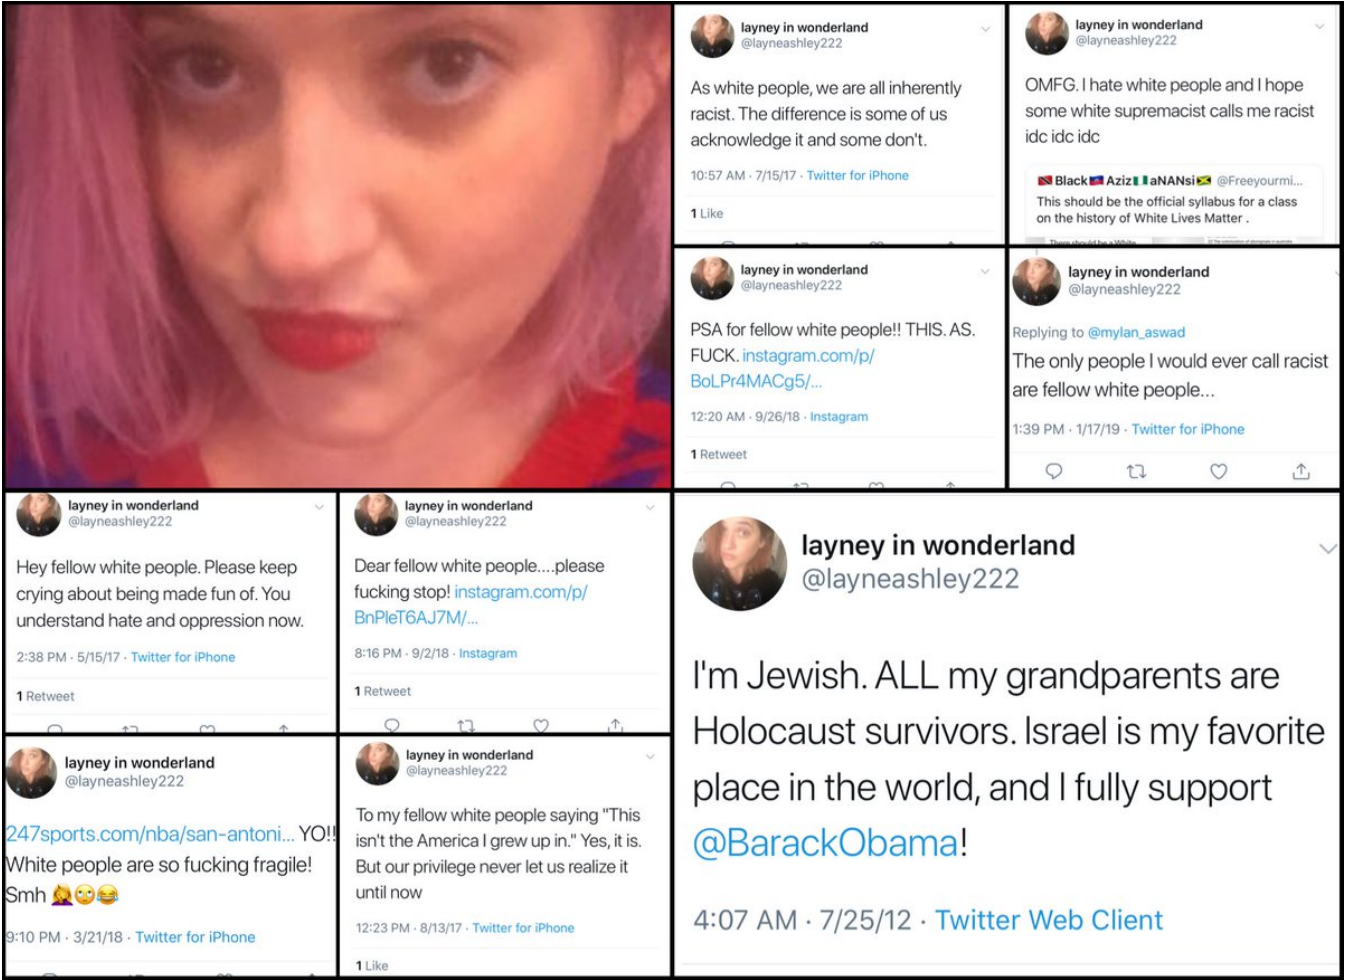 layney in wonderland
@layneashley222
As white people, we are all inherently
racist. The difference is some of us
acknowledge it and some don't.
10:57 AM · 7/15/17 · Twitter for iPhone
1 Like
layney in wonderland
@layneashley222
OMFG. I hate white people and I hope
some white supremacist calls me racist
idc idc idc
🇹🇹Black🇭🇹Aziz🇳🇬aNANsi🇯🇲 @Freeyourmi...
This should be the official syllabus for a class
on the history of White Lives Matter .
There should be a White
layney in wonderland
@layneashley222
PSA for fellow white people!! THIS. AS.
FUCK. instagram.com/p/
BoLPr4MACg5/...
12:20 AM · 9/26/18 · Instagram
1 Retweet
layney in wonderland
@layneashley222
Replying to @mylan_aswad
The only people I would ever call racist
are fellow white people...
1:39 PM · 1/17/19 · Twitter for iPhone
layney in wonderland
@layneashley222
Hey fellow white people. Please keep
crying about being made fun of. You
understand hate and oppression now.
2:38 PM · 5/15/17 · Twitter for iPhone
1 Retweet
layney in wonderland
@layneashley222
Dear fellow white people....please
fucking stop! instagram.com/p/
BnPleT6AJ7M/...
8:16 PM · 9/2/18 · Instagram
1 Retweet
layney in wonderland
@layneashley222
I'm Jewish. ALL my grandparents are
Holocaust survivors. Israel is my favorite
place in the world, and I fully support
@BarackObama!
4:07 AM · 7/25/12 · Twitter Web Client
layney in wonderland
@layneashley222
247sports.com/nba/san-antoni... YO!!
White people are so fucking fragile!
Smh 🤦‍♀️🙄😂
9:10 PM · 3/21/18 · Twitter for iPhone
layney in wonderland
@layneashley222
To my fellow white people saying "This
isn't the America I grew up in." Yes, it is.
But our privilege never let us realize it
until now
12:23 PM · 8/13/17 · Twitter for iPhone
1 Like